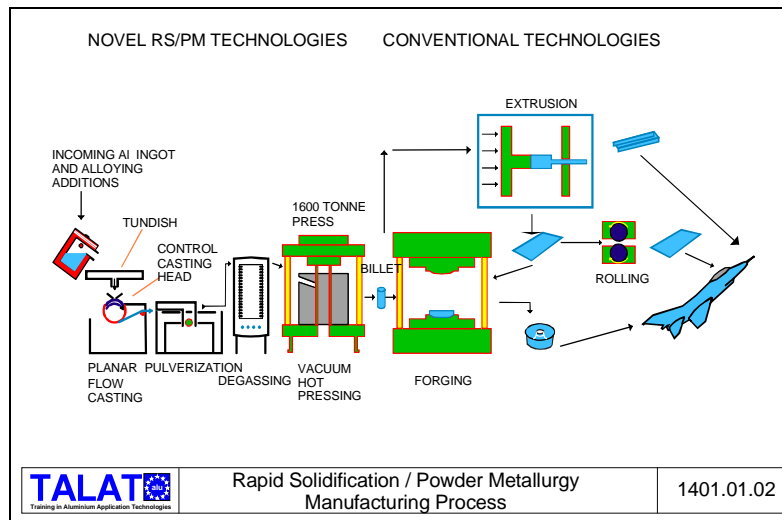 NOVEL RS/PM TECHNOLOGIES
CONVENTIONAL TECHNOLOGIES
EXTRUSION
INCOMING Al INGOT
AND ALLOYING
ADDITIONS
TUNDISH
CONTROL
CASTING
HEAD
1600 TONNE
PRESS
BILLET
ROLLING
PLANAR
FLOW
CASTING
PULVERIZATION
DEGASSING
VACUUM
HOT
PRESSING
FORGING
TALAT
alu
Training in Aluminium Application Technologies
Rapid Solidification / Powder Metallurgy
Manufacturing Process
1401.01.02